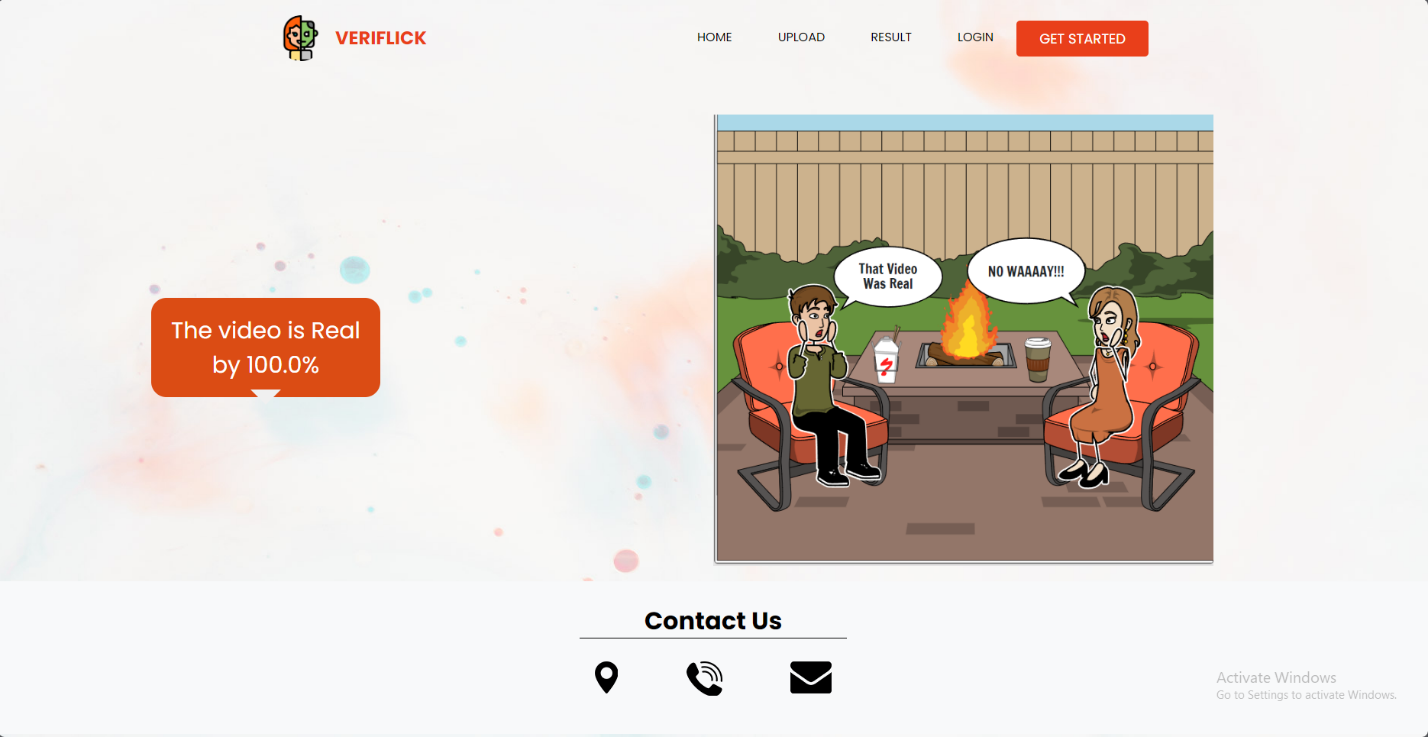 VERIFLICK
HOME
UPLOAD
RESULT
LOGIN
GET STARTED
That Video
Was Real
NO WAAAAY!!!
The video is Real
by 100.0%
Contact Us
Activate Windows
Go to Settings to activate Windows.